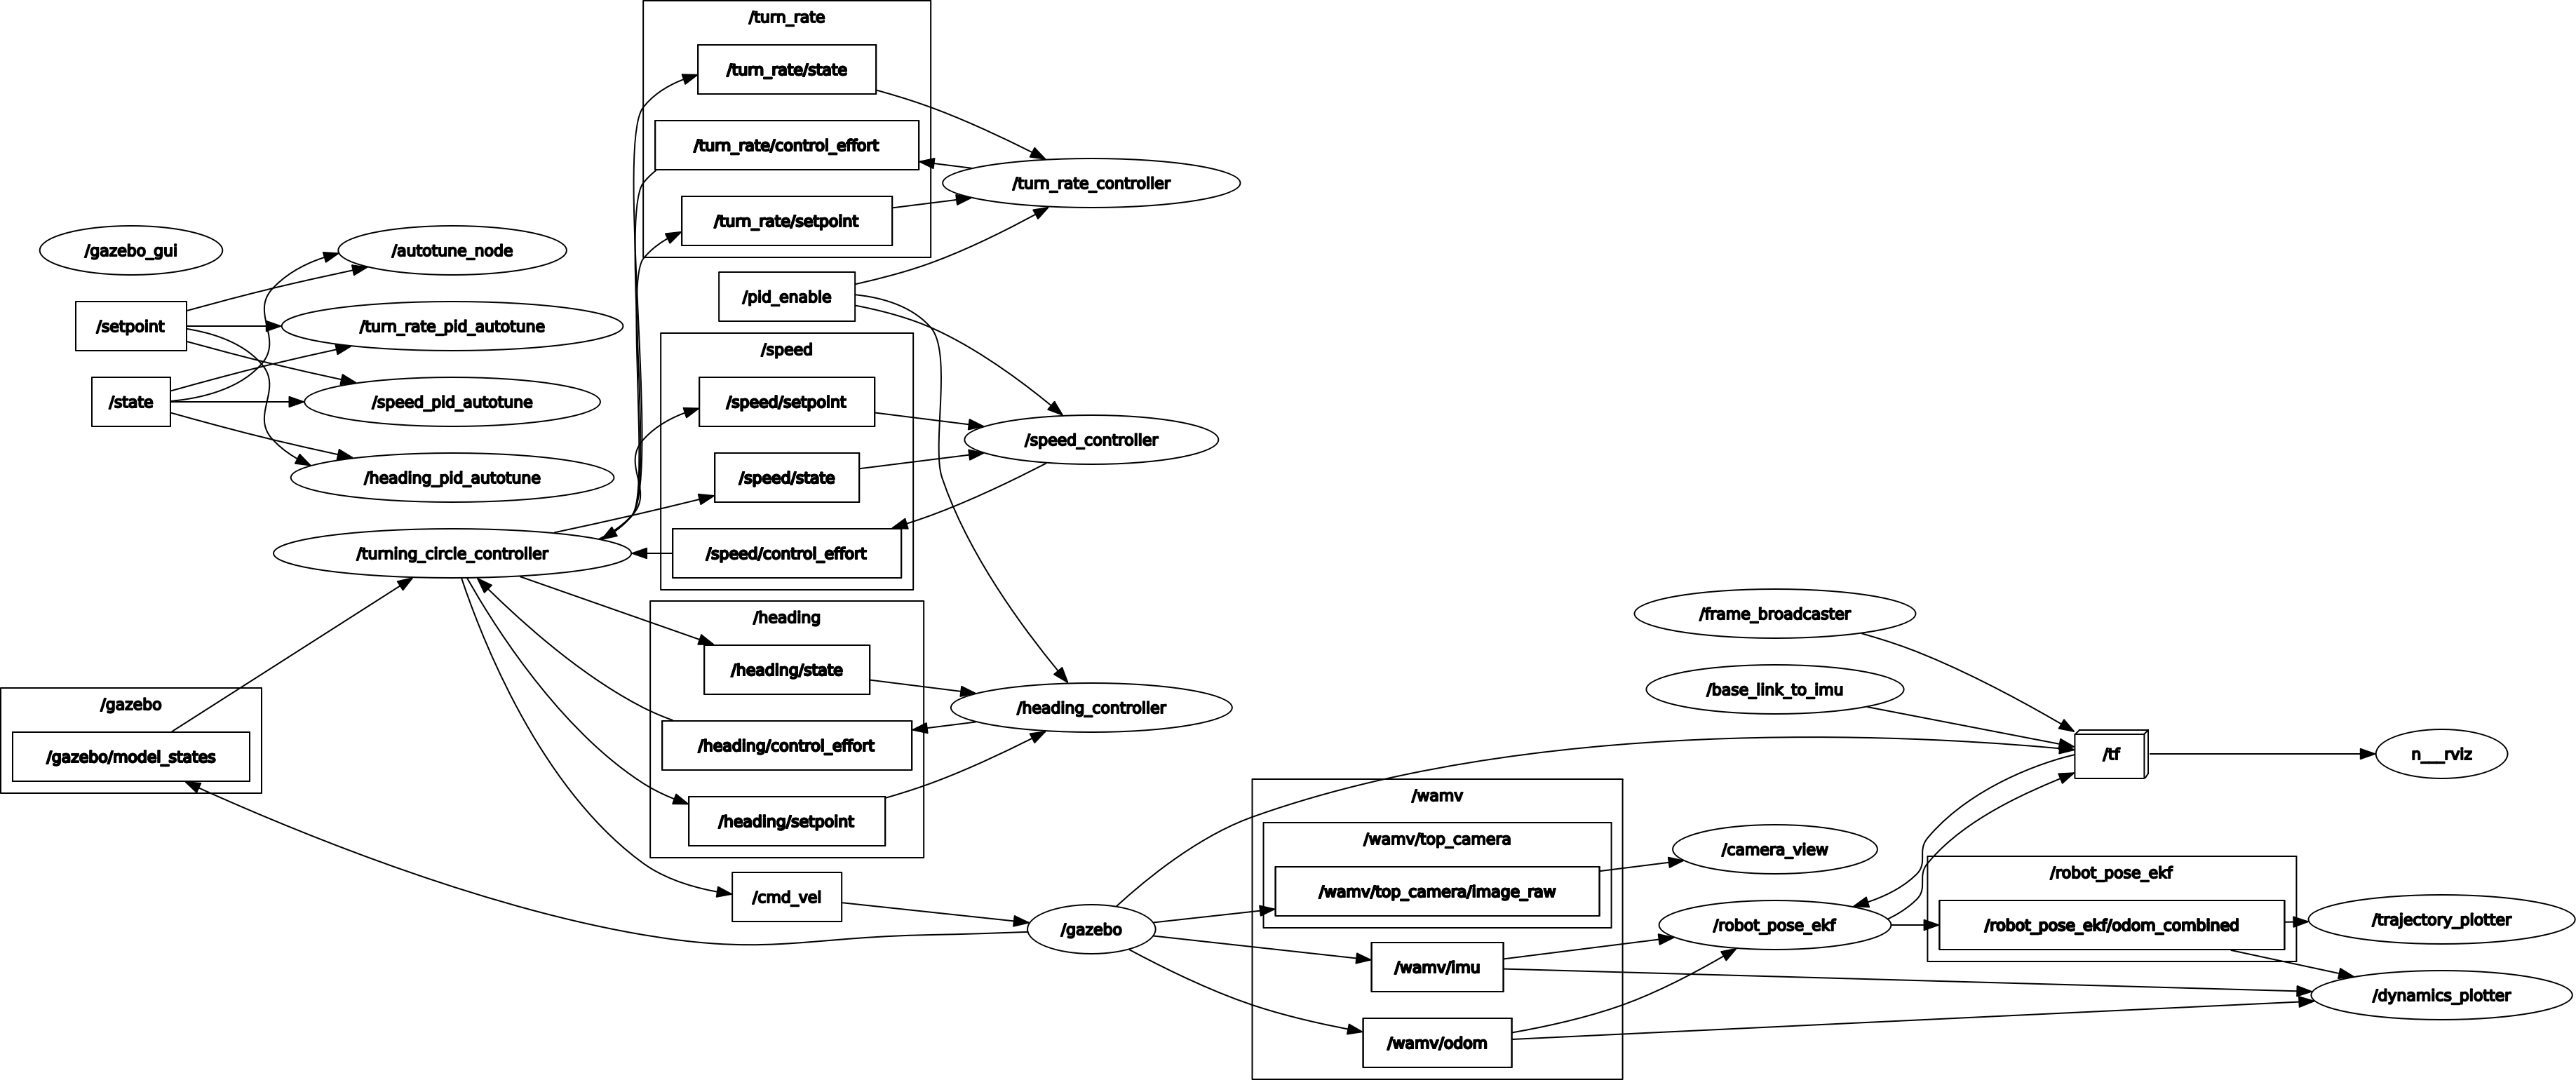 /turn_rate
/turn_rate/state
/turn_rate/control_effort
/turn_rate_controller
/turn_rate/setpoint
/gazebo_gui
/autotune_node
/pid_enable
/setpoint
/turn_rate_pid_autotune
/speed
/state
/speed_pid_autotune
/speed/setpoint
/speed_controller
/heading_pid_autotune
/speed/state
/turning_circle_controller
/speed/control_effort
/heading
/frame_broadcaster
/heading/state
/base_link_to_imu
/gazebo
/heading_controller
/gazebo/model_states
/heading/control_effort
/tf
n___rviz
/wamv
/heading/setpoint
/wamv/top_camera
/camera_view
/robot_pose_ekf
/cmd_vel
/wamv/top_camera/image_raw
/gazebo
/robot_pose_ekf
/robot_pose_ekf/odom_combined
/trajectory_plotter
/wamv/imu
/dynamics_plotter
/wamv/odom